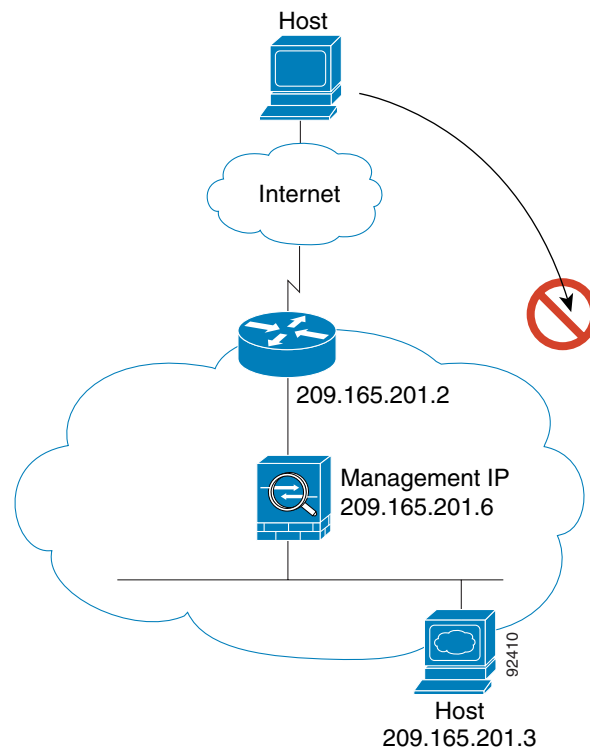 Host
Internet
209.165.201.2
Management IP
209.165.201.6
92410
Host
209.165.201.3